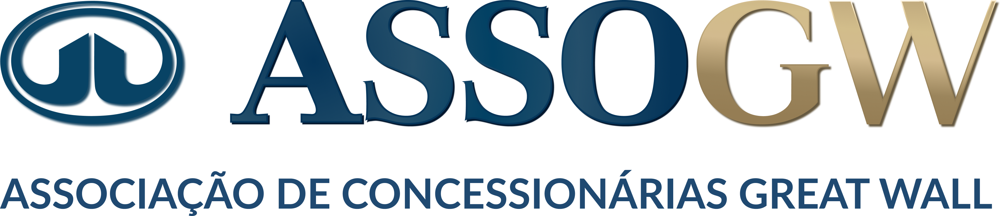 ASSOGW
ASSOCIAÇÃO DE CONCESSIONÁRIAS GREAT WALL